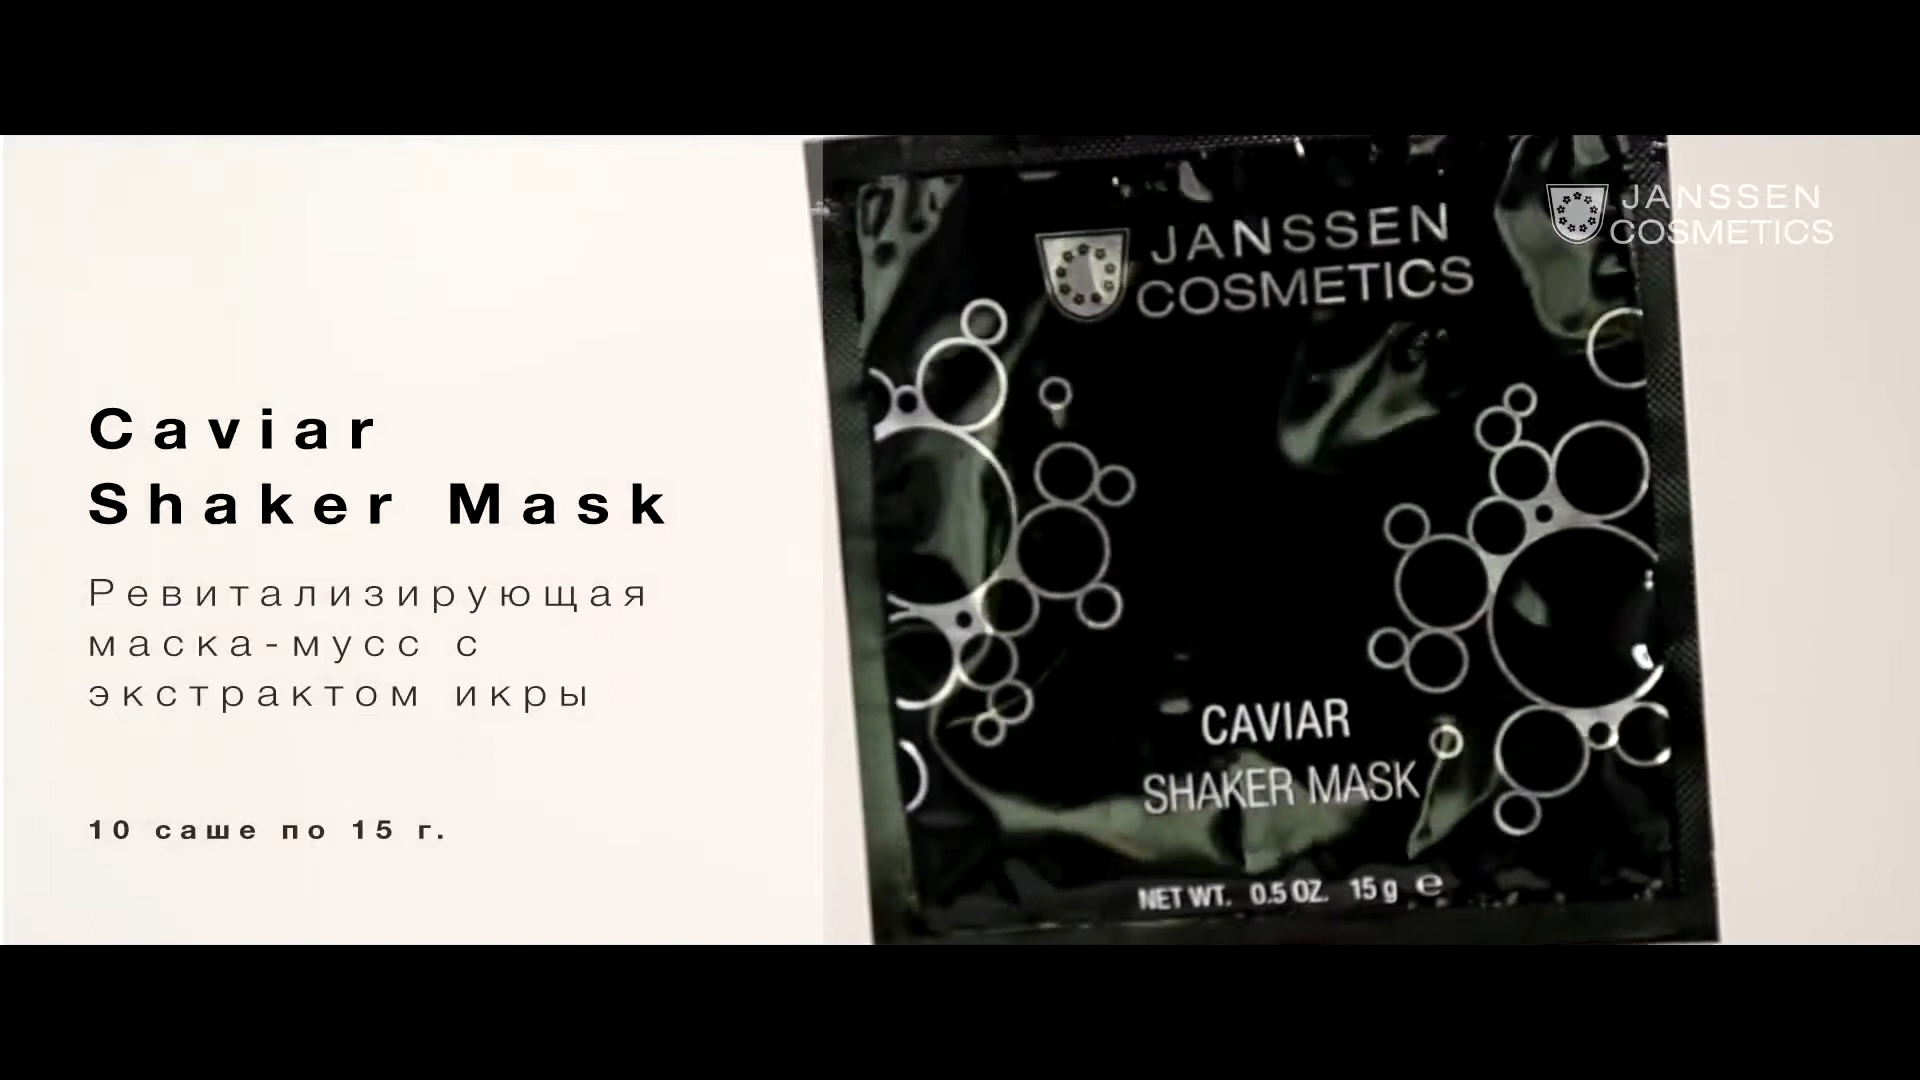 JANSSEN
COSMETICS
JANSSEN
COSMETICS
Caviar
Shaker Mask
Ревитализирующая
маска-мусс с
экстрактом икры
10 саше по 15 г.
CAVIAR
SHAKER MASK
NET WT. 0.5 OZ. 15 g ℮